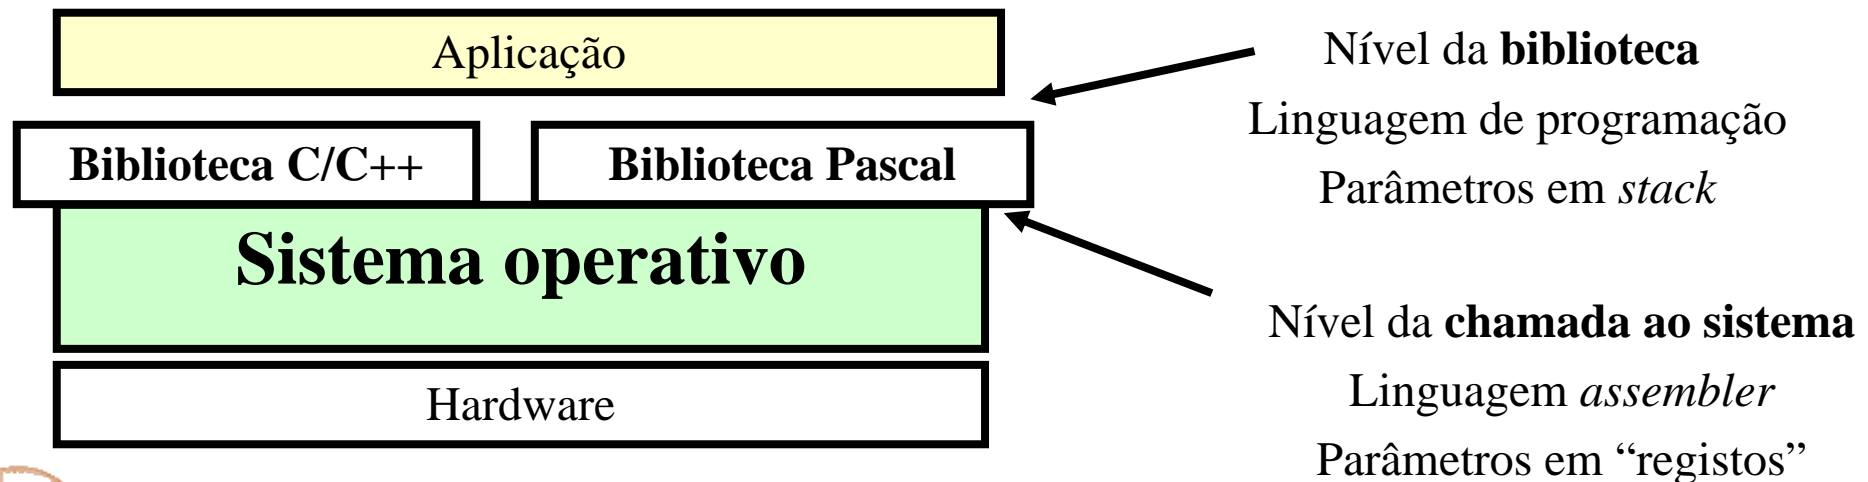 Aplicação
Biblioteca C/C++
Biblioteca Pascal
Sistema operativo
Hardware
Nível da biblioteca
Linguagem de programação
Parâmetros em stack
Nível da chamada ao sistema
Linguagem assembler
Parâmetros em “registos”